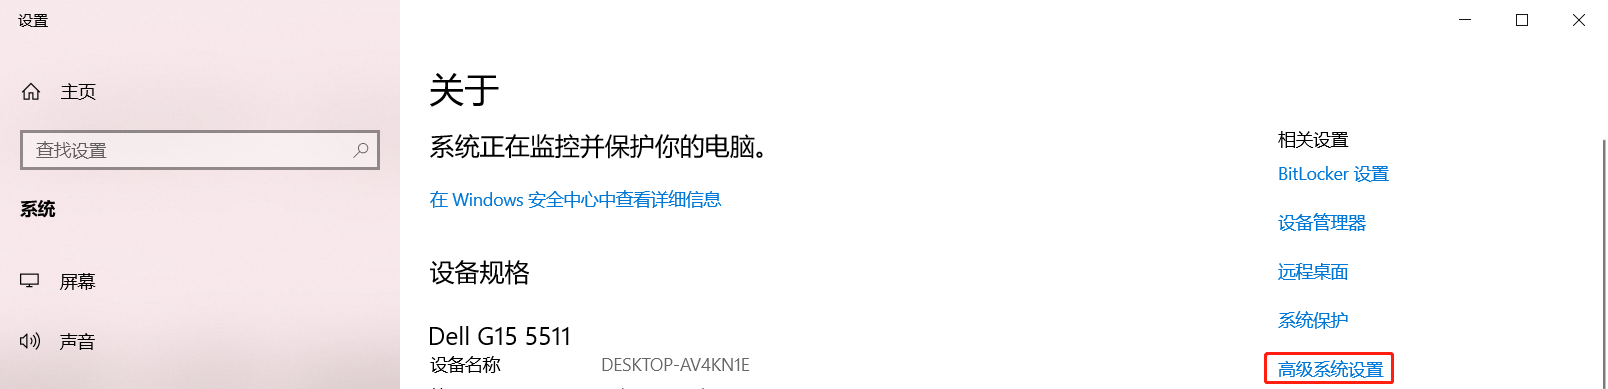 设置
主页
查找设置
系统
屏幕
声音
关于
系统正在监控并保护你的电脑。
在 Windows 安全中心中查看详细信息
设备规格
Dell G15 5511
设备名称 DESKTOP-AV4KN1E
相关设置
BitLocker 设置
设备管理器
远程桌面
系统保护
高级系统设置